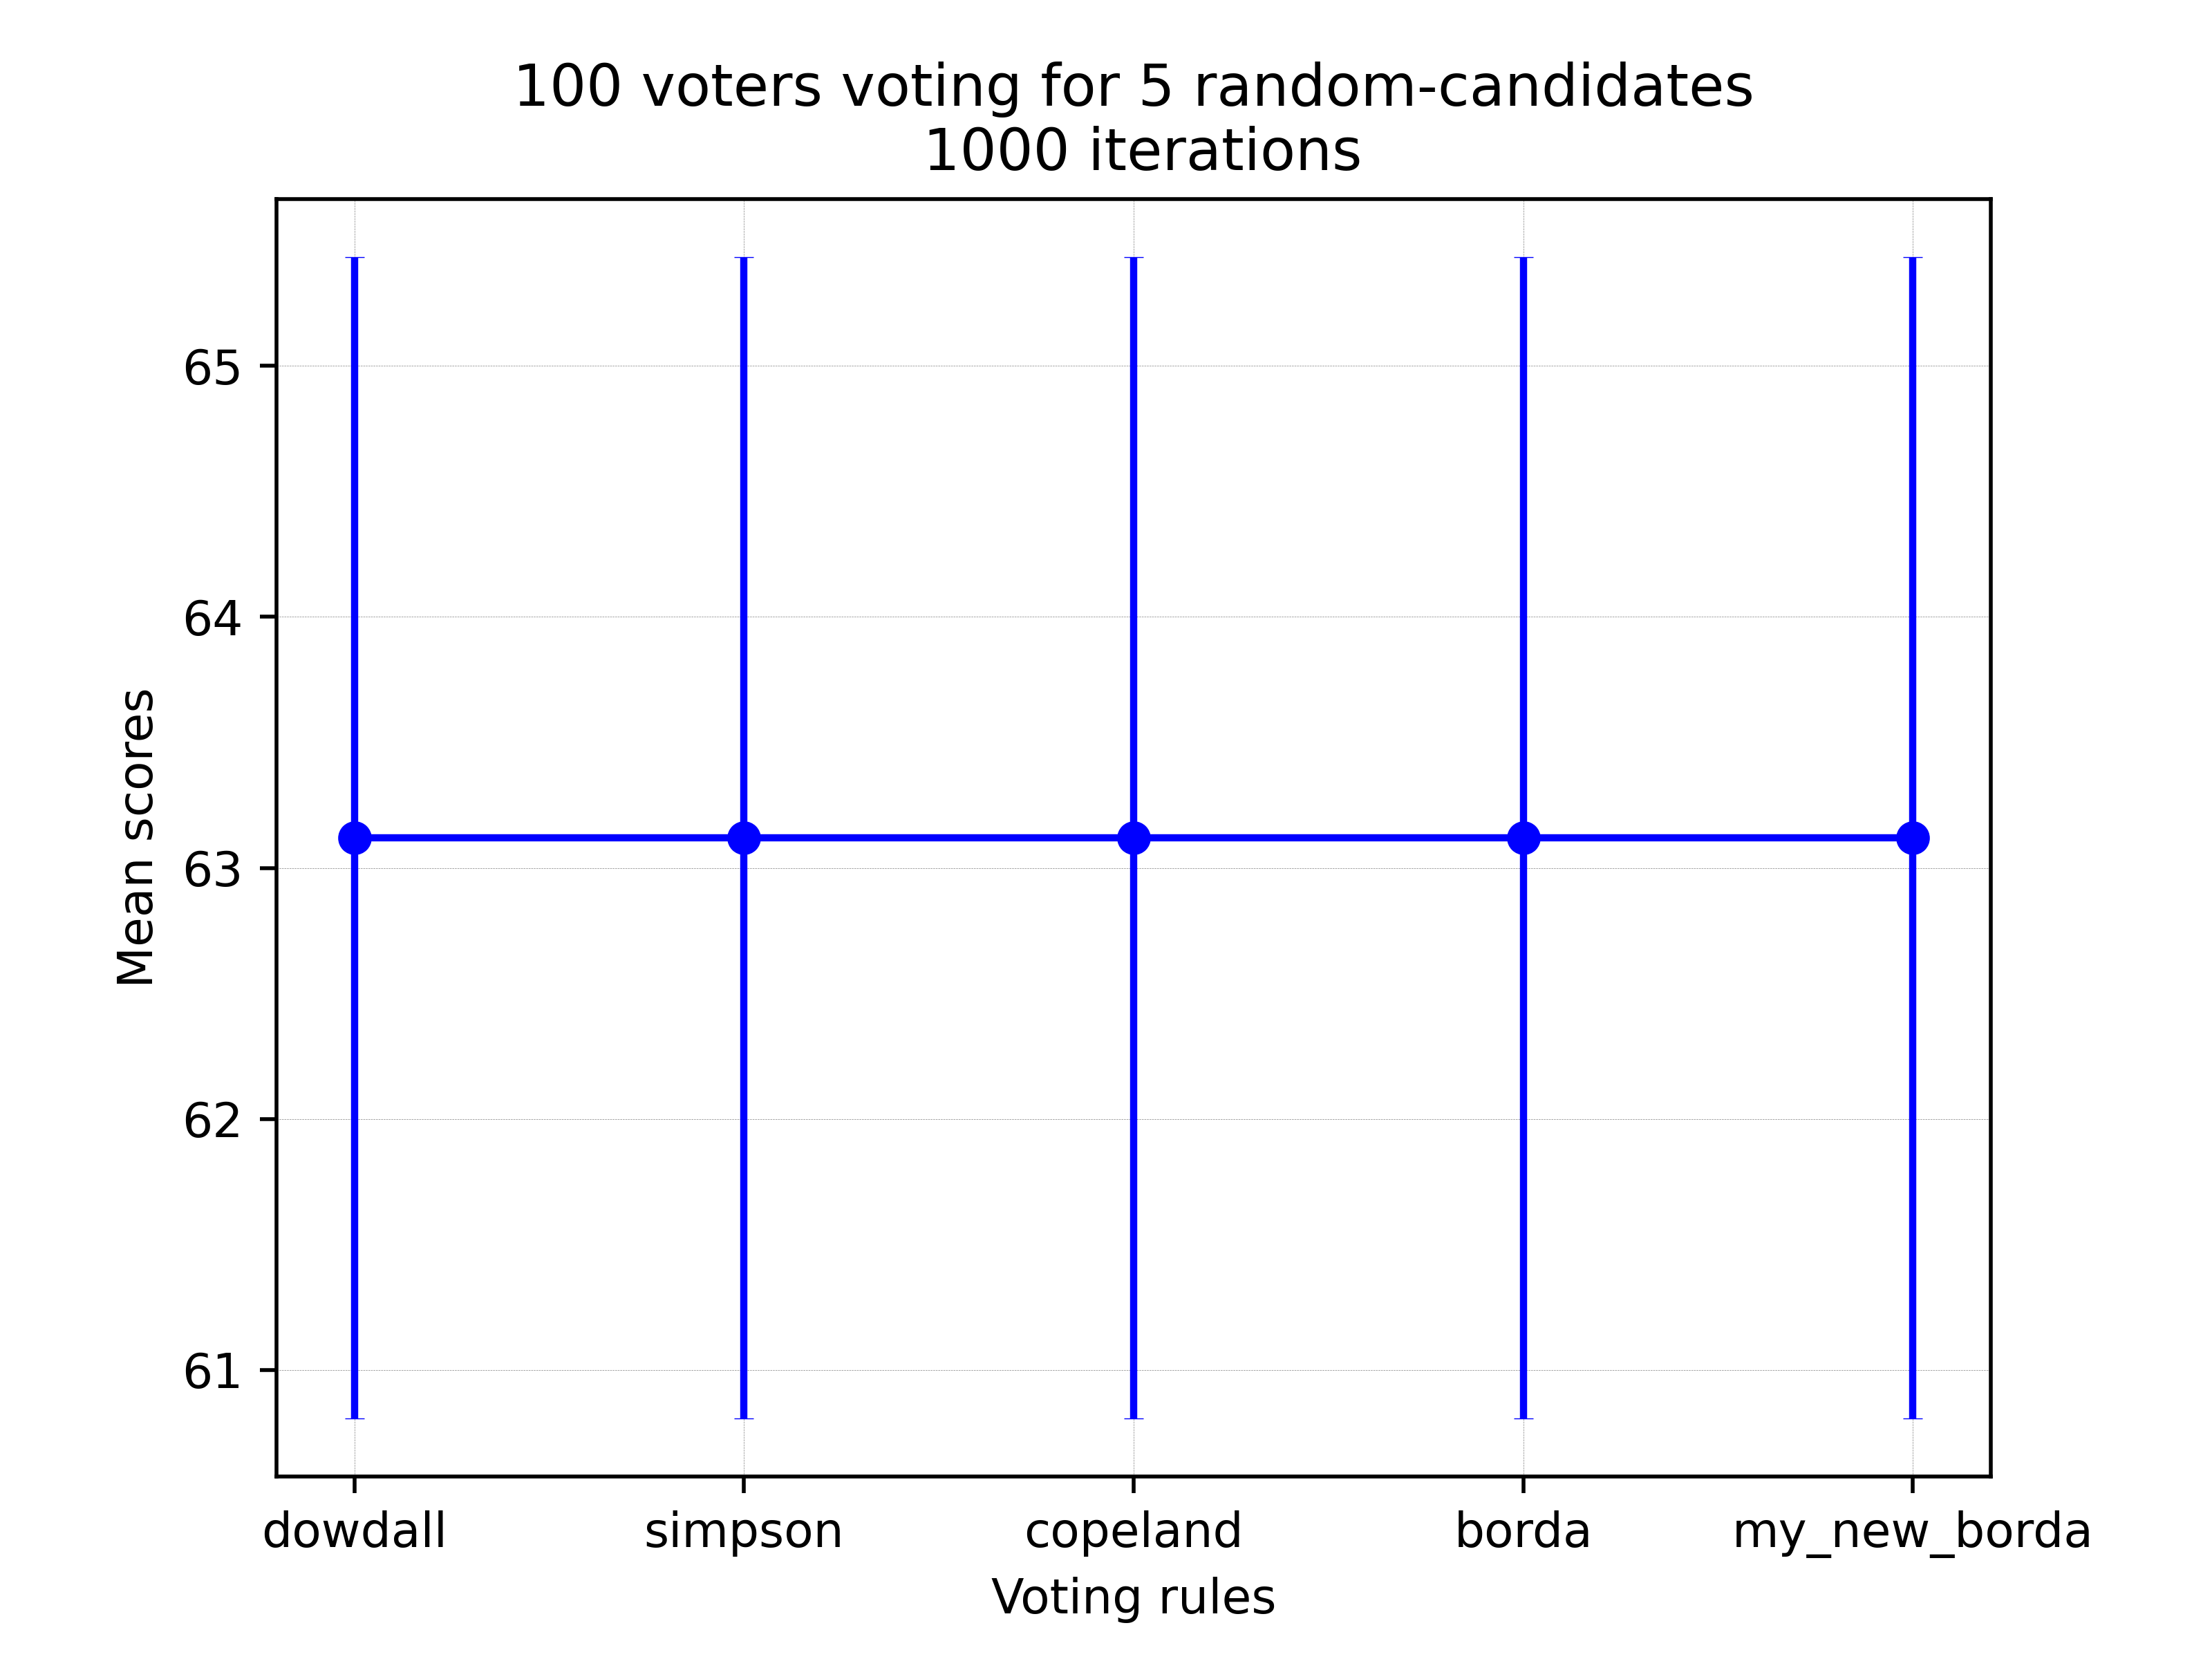 100 voters voting for 5 random-candidates
1000 iterations
Mean scores
65
64
63
62
61
dowdall simpson copeland borda my_new_borda
Voting rules